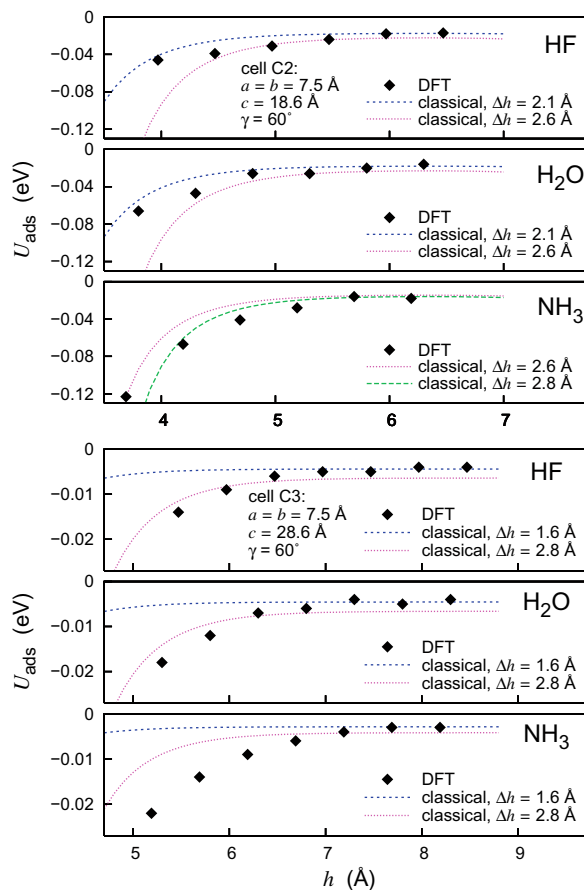 0
−0.04
−0.08
−0.12
HF
cell C2:
a = b = 7.5 Å
c = 18.6 Å
γ = 60°
DFT
classical, Δh = 2.1 Å
classical, Δh = 2.6 Å
0
−0.04
−0.08
−0.12
U_ads (eV)
H₂O
DFT
classical, Δh = 2.1 Å
classical, Δh = 2.6 Å
0
−0.04
−0.08
−0.12
NH₃
DFT
classical, Δh = 2.6 Å
classical, Δh = 2.8 Å
4 5 6 7
0
−0.01
−0.02
HF
cell C3:
a = b = 7.5 Å
c = 28.6 Å
γ = 60°
DFT
classical, Δh = 1.6 Å
classical, Δh = 2.8 Å
0
−0.01
−0.02
U_ads (eV)
H₂O
DFT
classical, Δh = 1.6 Å
classical, Δh = 2.8 Å
0
−0.01
−0.02
NH₃
DFT
classical, Δh = 1.6 Å
classical, Δh = 2.8 Å
5 6 7 8 9
h (Å)